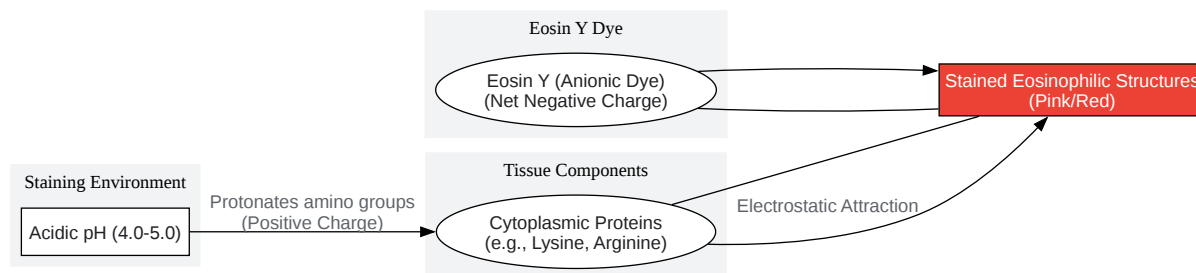 Eosin Y Dye
Eosin Y (Anionic Dye)
(Net Negative Charge)
Stained Eosinophilic Structures
(Pink/Red)
Staining Environment
Acidic pH (4.0-5.0)
Protonates amino groups
(Positive Charge)
Tissue Components
Cytoplasmic Proteins
(e.g., Lysine, Arginine)
Electrostatic Attraction